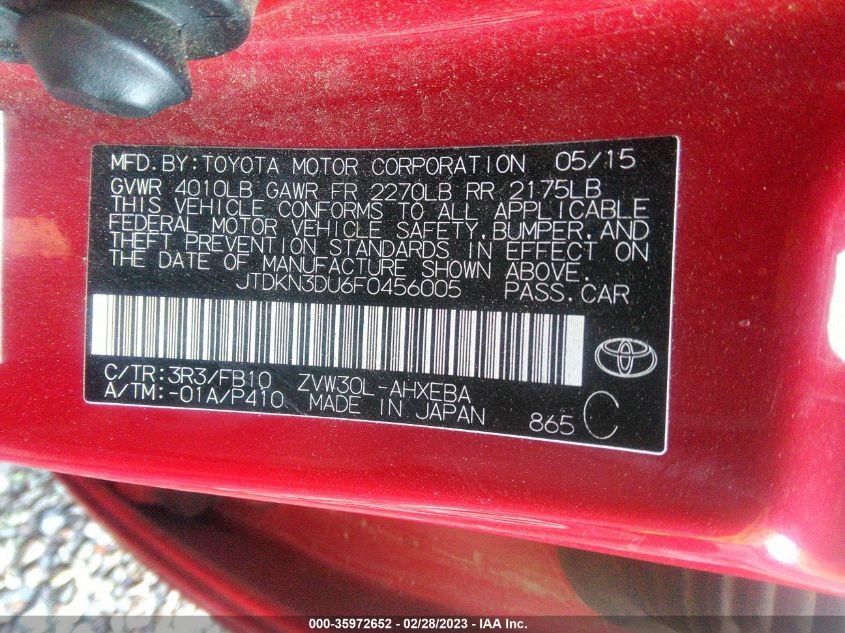 MFD. BY: TOYOTA MOTOR CORPORATION 05/15
GVWR 4010LB GAWR FR 2270LB RR 2175LB
THIS VEHICLE CONFORMS TO ALL APPLICABLE
FEDERAL MOTOR VEHICLE SAFETY, BUMPER, AND
THEFT PREVENTION STANDARDS IN EFFECT ON
THE DATE OF MANUFACTURE SHOWN ABOVE.
JTDKN3DU6F0456005 PASS. CAR
C/TR: 3R3/FB10 ZVW30L -AHXEBA
A/TM: -01A/P410 MADE IN JAPAN 865 C
000-35972652 / 02/28/2023 - IAA Inc.